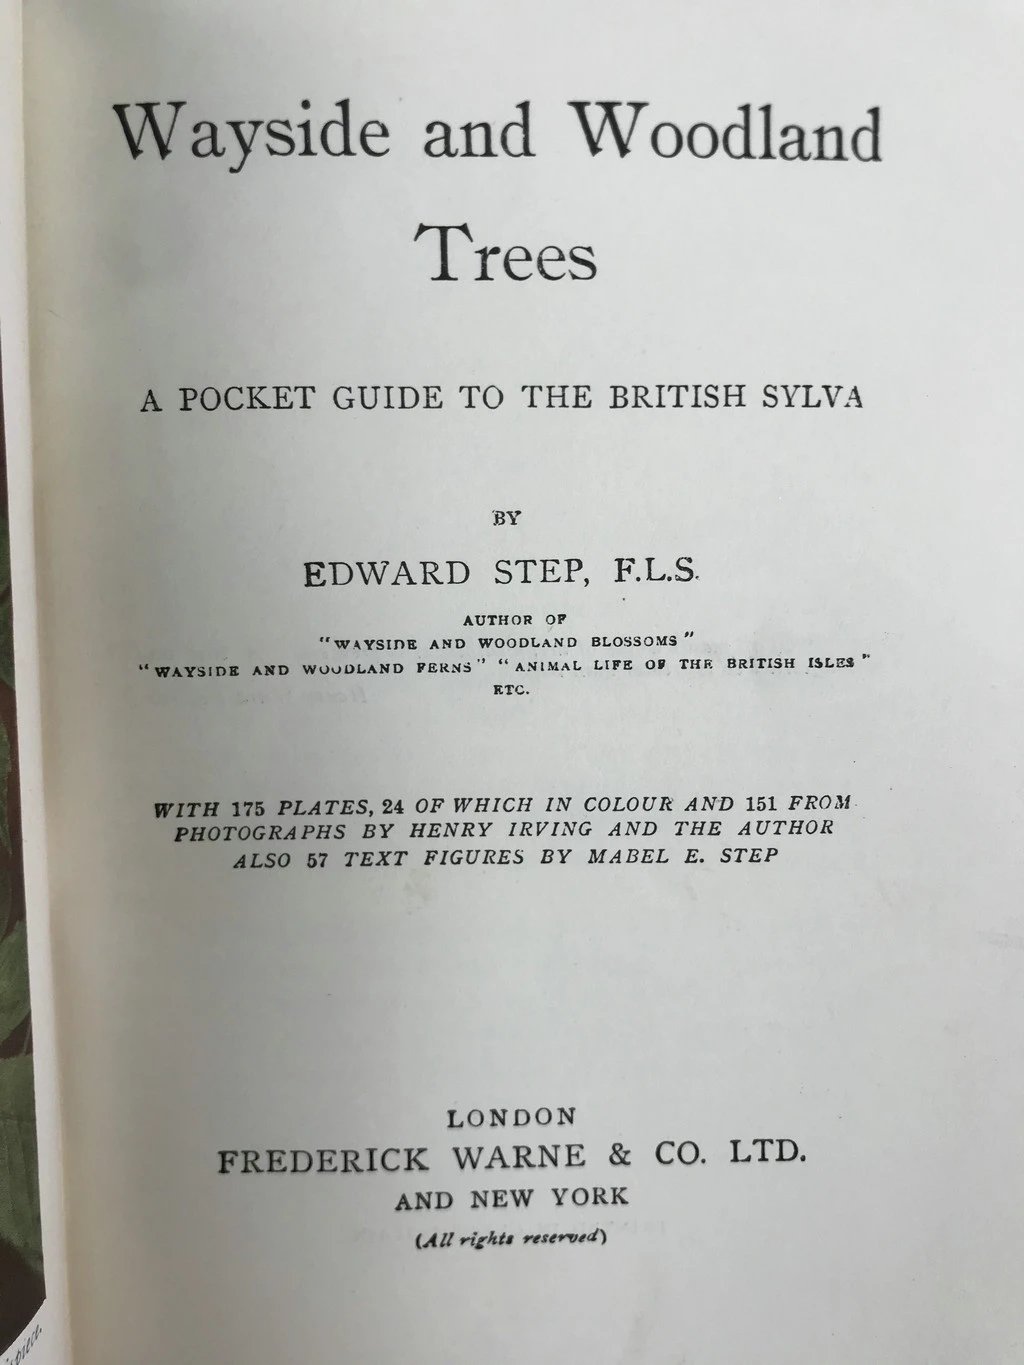 Wayside and Woodland
Trees
A POCKET GUIDE TO THE BRITISH SYLVA
BY
EDWARD STEP, F.L.S.
AUTHOR OF
"WAYSIDE AND WOODLAND BLOSSOMS"
"WAYSIDE AND WOODLAND FERNS" "ANIMAL LIFE OF THE BRITISH ISLES"
ETC.
WITH 175 PLATES, 24 OF WHICH IN COLOUR AND 151 FROM
PHOTOGRAPHS BY HENRY IRVING AND THE AUTHOR
ALSO 57 TEXT FIGURES BY MABEL E. STEP
LONDON
FREDERICK WARNE & CO. LTD.
AND NEW YORK
(All rights reserved)